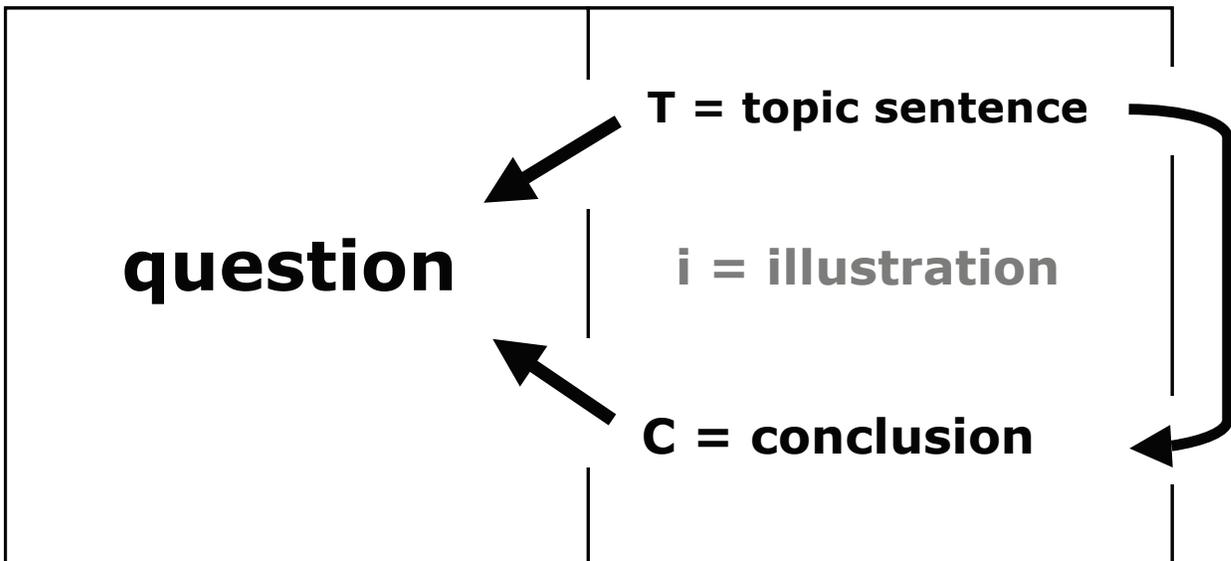 T = topic sentence
question
i = illustration
C = conclusion